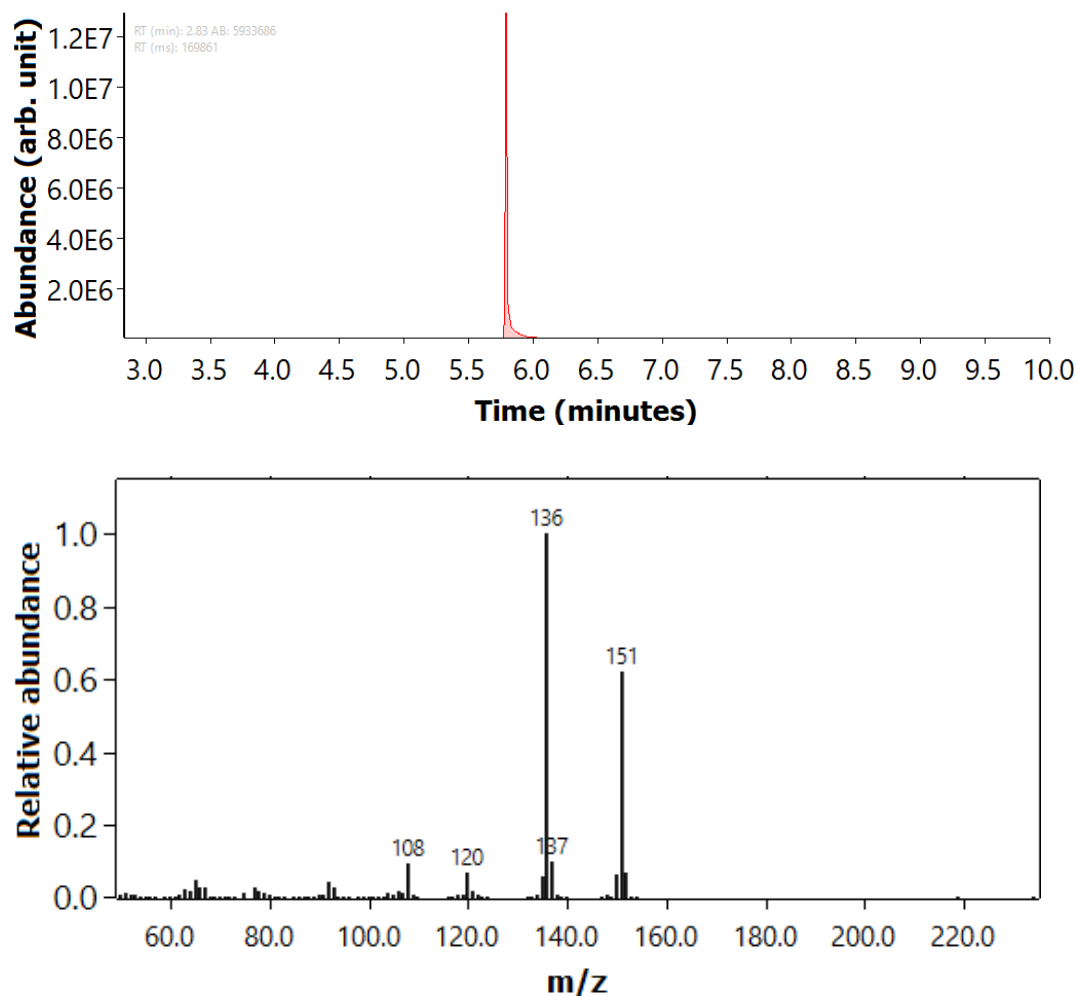 Abundance (arb. unit)
1.2E7
1.0E7
8.0E6
6.0E6
4.0E6
2.0E6
RT (min): 2.83 AB: 5933686
RT (ms): 169861
3.0 3.5 4.0 4.5 5.0 5.5 6.0 6.5 7.0 7.5 8.0 8.5 9.0 9.5 10.0
Time (minutes)
Relative abundance
1.0
0.8
0.6
0.4
0.2
0.0
136
151
108
120
137
60.0 80.0 100.0 120.0 140.0 160.0 180.0 200.0 220.0
m/z